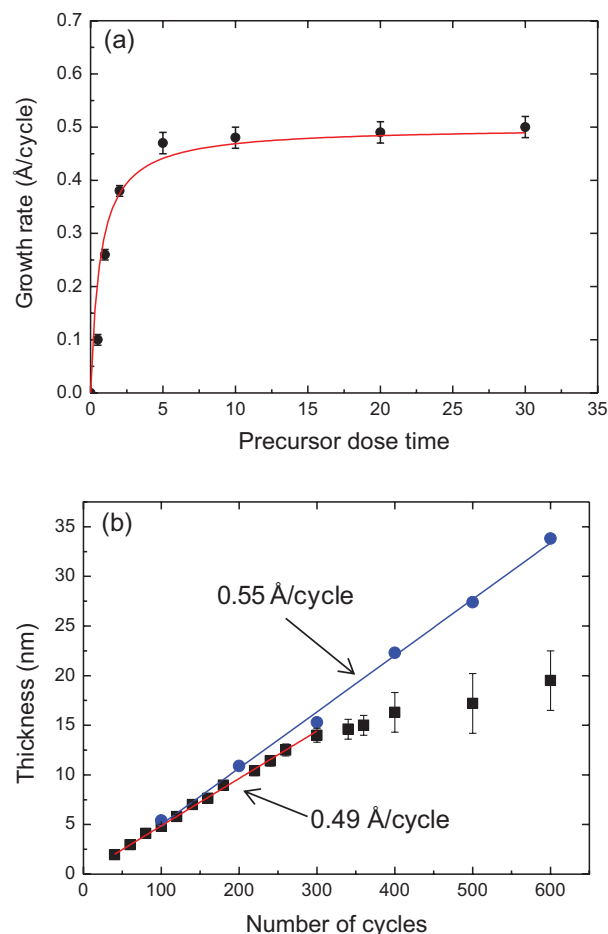 (a)
Growth rate (Å/cycle)
0.7
0.6
0.5
0.4
0.3
0.2
0.1
0.0
0 5 10 15 20 25 30 35
Precursor dose time
(b)
Thickness (nm)
35
30
25
20
15
10
5
0
0.55 Å/cycle
0.49 Å/cycle
0 100 200 300 400 500 600
Number of cycles